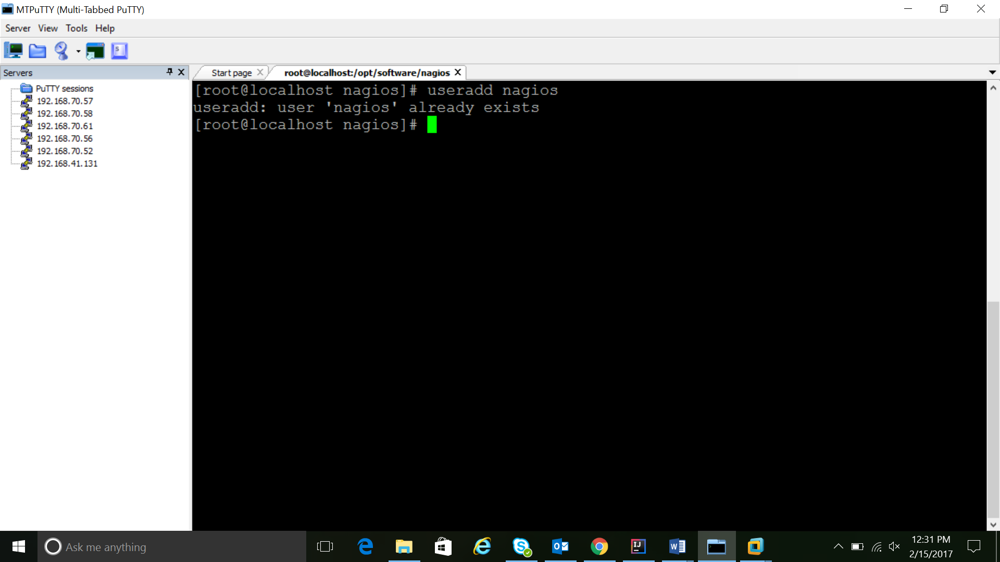 MTPuTTY (Multi-Tabbed PuTTY)
Server View Tools Help
S
Servers
Start page
root@localhost:/opt/software/nagios
PuTTY sessions
192.168.70.57
192.168.70.58
192.168.70.61
192.168.70.56
192.168.70.52
192.168.41.131
[root@localhost nagios]# useradd nagios
useradd: user 'nagios' already exists
[root@localhost nagios]#
Ask me anything
12:31 PM
2/15/2017